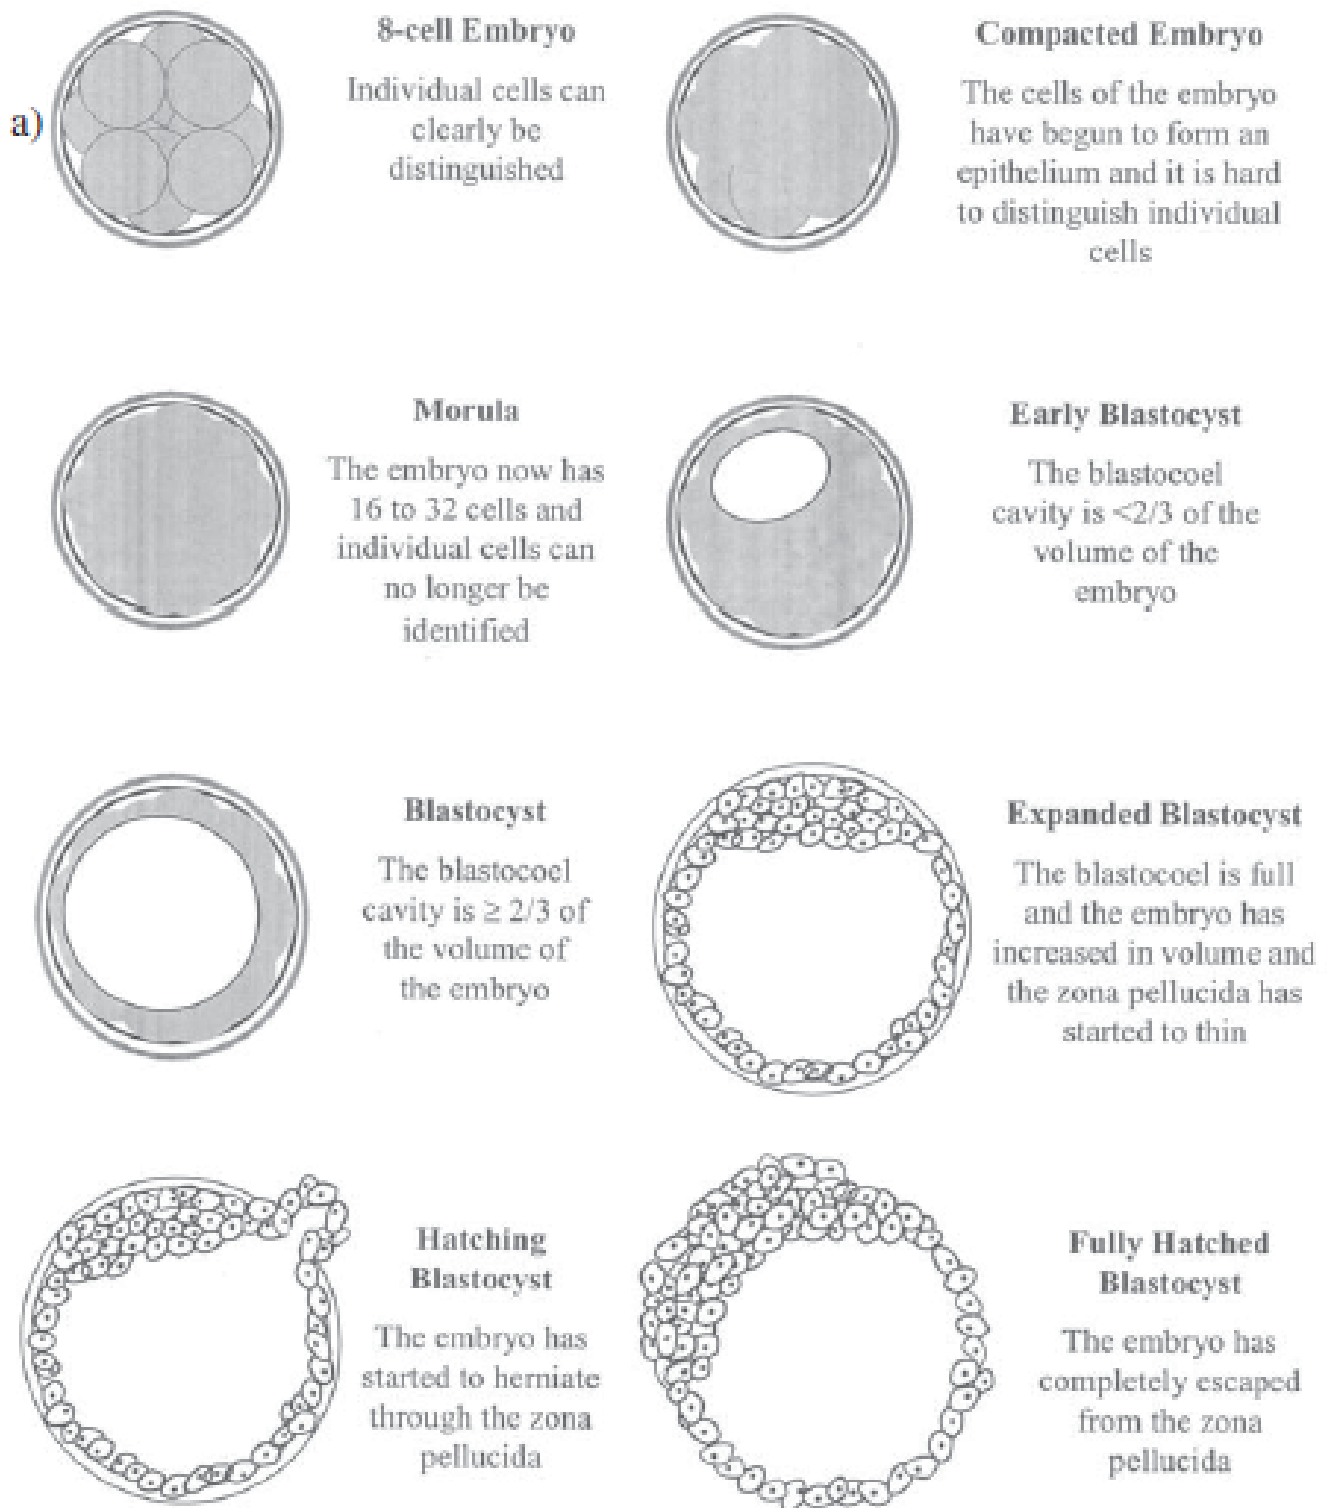 a)
8-cell Embryo
Individual cells can
clearly be
distinguished
Compacted Embryo
The cells of the embryo
have begun to form an
epithelium and it is hard
to distinguish individual
cells
Morula
The embryo now has
16 to 32 cells and
individual cells can
no longer be
identified
Early Blastocyst
The blastocoel
cavity is <2/3 of the
volume of the
embryo
Blastocyst
The blastocoel
cavity is ≥ 2/3 of
the volume of
the embryo
Expanded Blastocyst
The blastocoel is full
and the embryo has
increased in volume and
the zona pellucida has
started to thin
Hatching
Blastocyst
The embryo has
started to herniate
through the zona
pellucida
Fully Hatched
Blastocyst
The embryo has
completely escaped
from the zona
pellucida